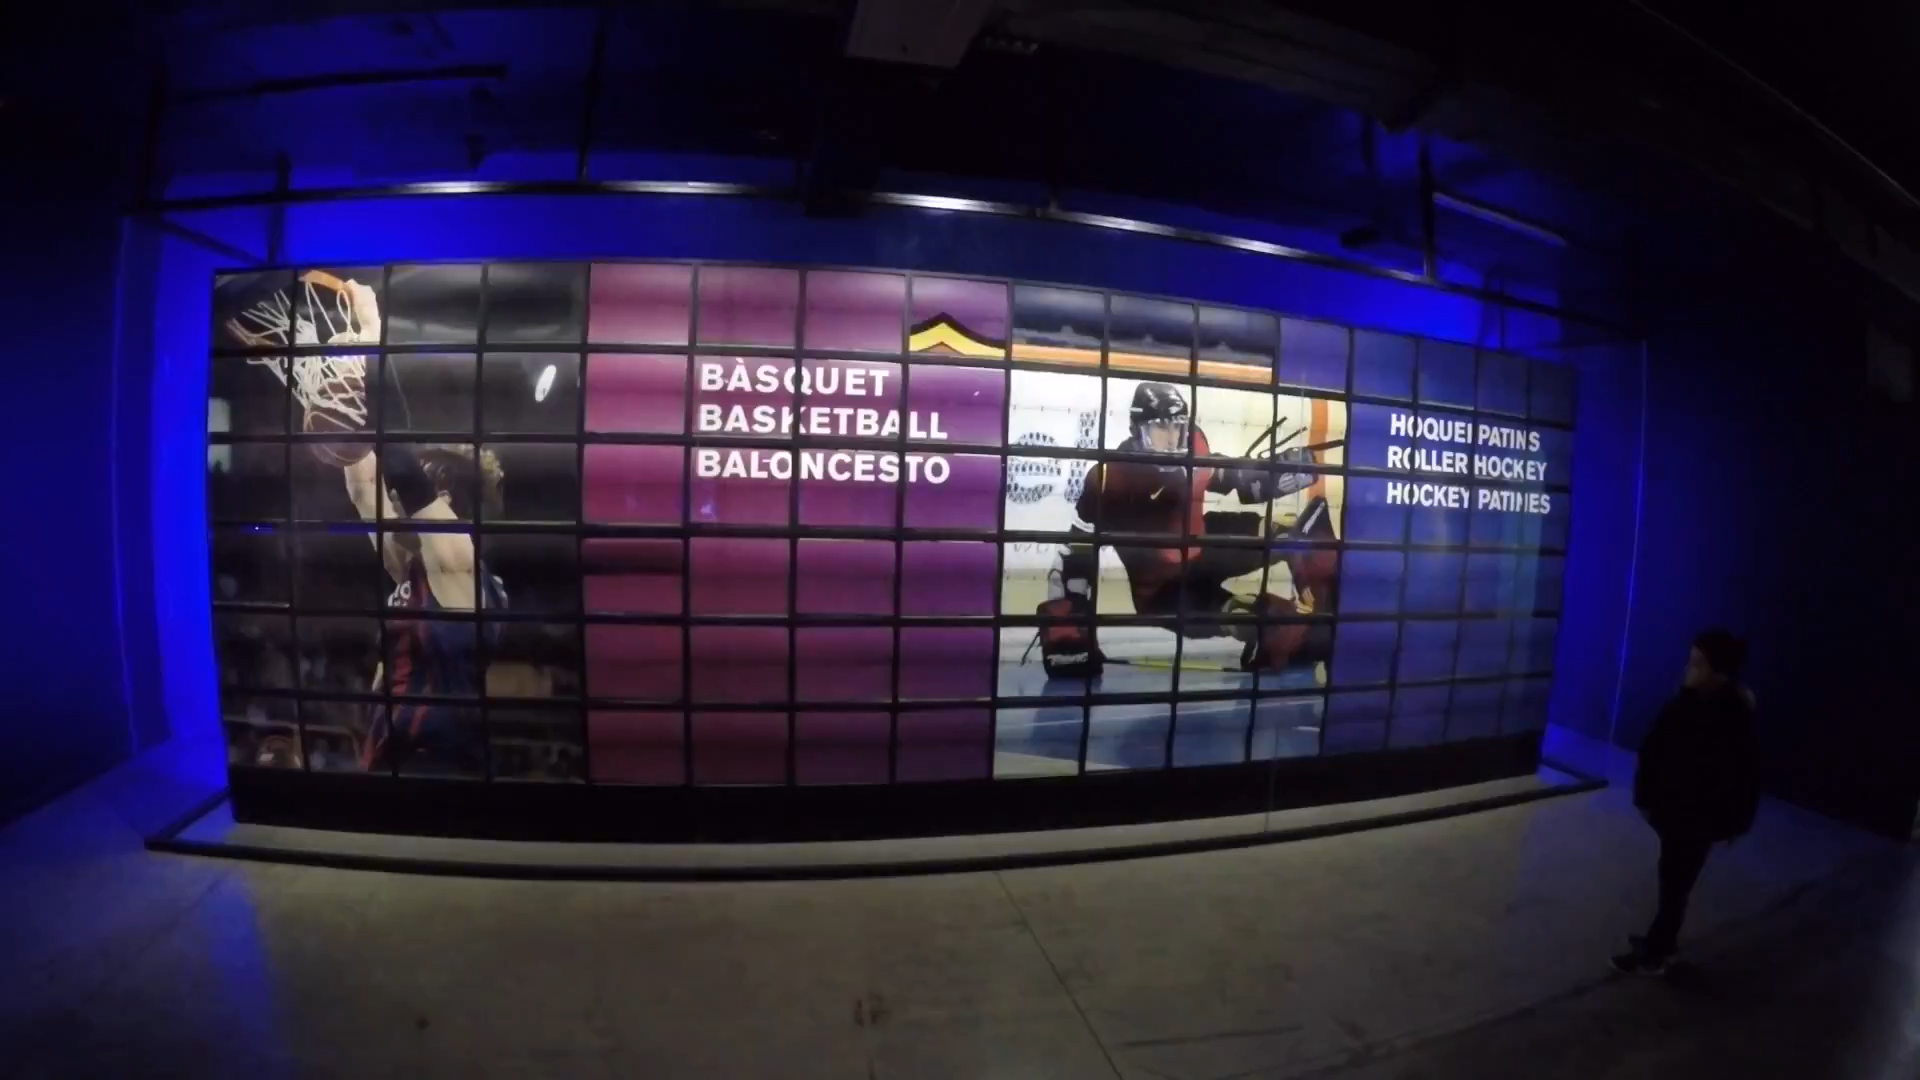 BÀSQUET
BASKETBALL
BALONCESTO
HOQUEI PATINS
ROLLER HOCKEY
HOCKEY PATINES